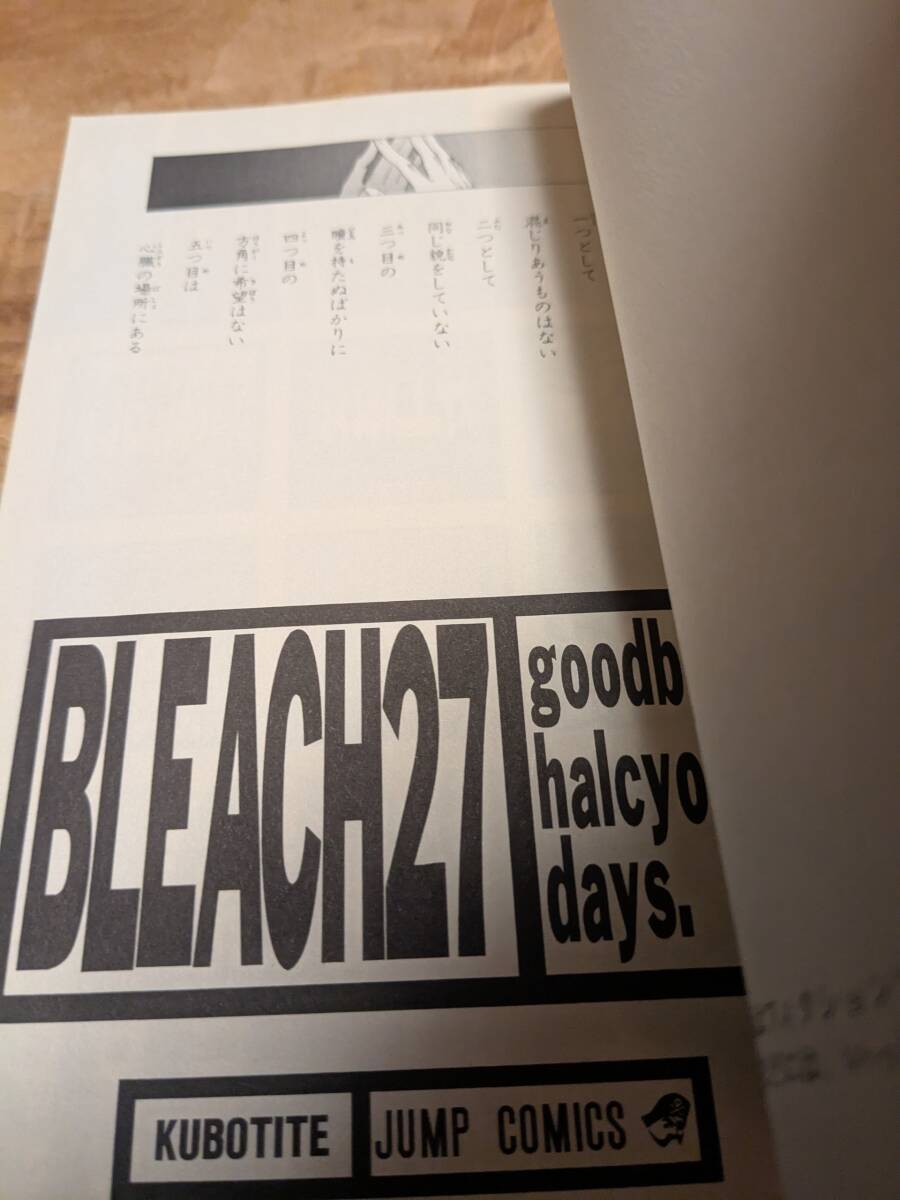 一つとして
混じりあうものはない
二つとして
同じ貌をしていない
三つ目の
瞳を持たぬばかりに
四つ目の
方角に希望はない
五つ目は
心臓の場所にある
BLEACH27
goodb
halcyo
days.
KUBOTITE
JUMP COMICS